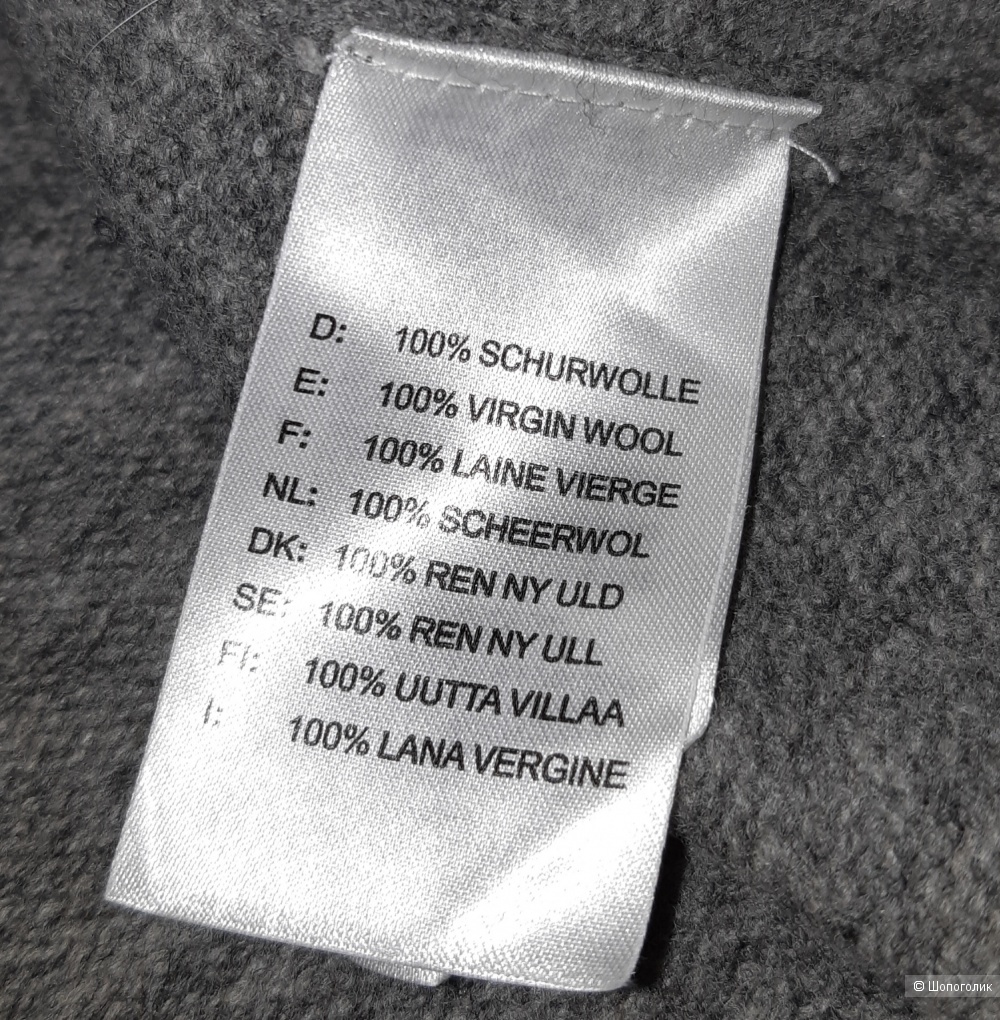 D: 100% SCHURWOLLE
E: 100% VIRGIN WOOL
F: 100% LAINE VIERGE
NL: 100% SCHEERWOL
DK: 100% REN NY ULD
SE: 100% REN NY ULL
FI: 100% UUTTA VILLAA
I: 100% LANA VERGINE
© Шопоголик